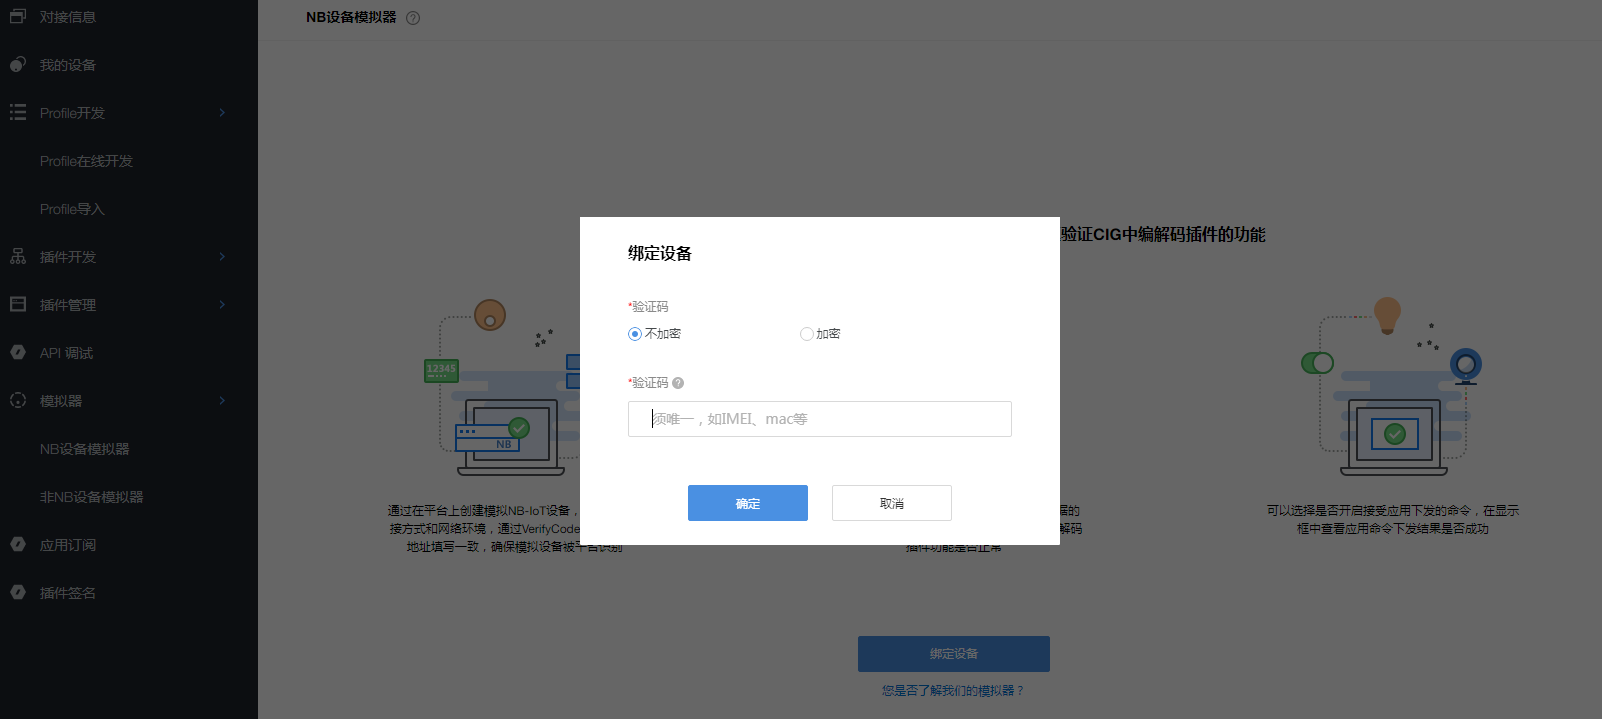 对接信息
我的设备
Profile开发
Profile在线开发
Profile导入
插件开发
插件管理
API 调试
模拟器
NB设备模拟器
非NB设备模拟器
应用订阅
插件签名
NB设备模拟器
验证CIG中编解码插件的功能
绑定设备
*验证码
不加密
加密
*验证码
须唯一，如IMEI、mac等
确定
取消
12345
NB
通过在平台上创建模拟NB-IoT设备，
接方式和网络环境，通过VerifyCode
地址填写一致，确保模拟设备被平台识别
据的
解码
插件功能是否正常
可以选择是否开启接受应用下发的命令，在显示
框中查看应用命令下发结果是否成功
绑定设备
您是否了解我们的模拟器？